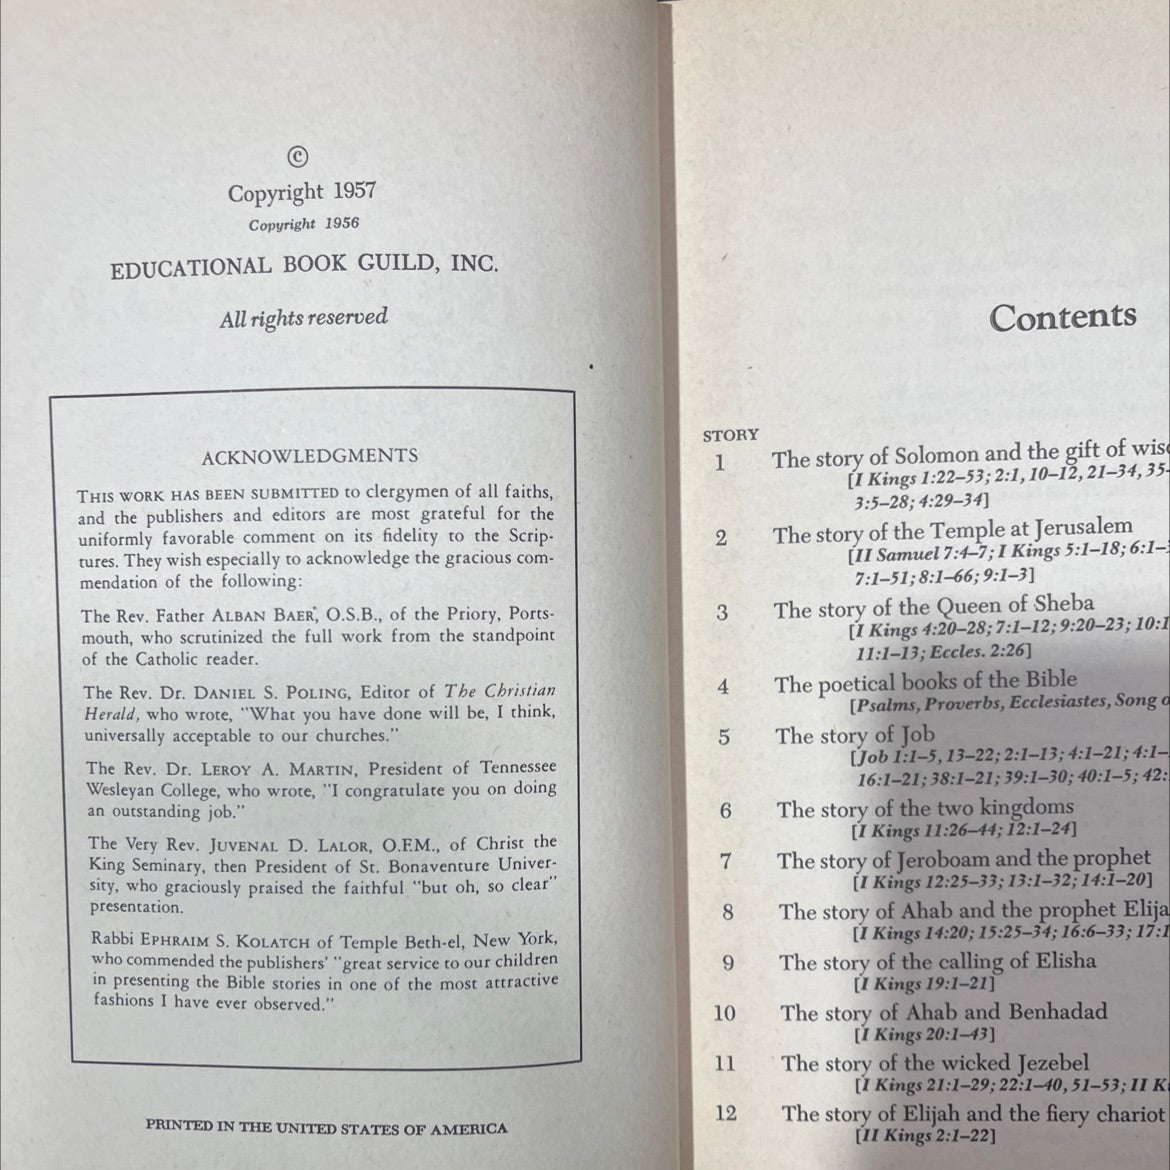 ©
Copyright 1957
Copyright 1956
EDUCATIONAL BOOK GUILD, INC.
All rights reserved
ACKNOWLEDGMENTS
THIS WORK HAS BEEN SUBMITTED to clergymen of all faiths,
and the publishers and editors are most grateful for the
uniformly favorable comment on its fidelity to the Scrip-
tures. They wish especially to acknowledge the gracious com-
mendation of the following:
The Rev. Father ALBAN BAER, O.S.B., of the Priory, Ports-
mouth, who scrutinized the full work from the standpoint
of the Catholic reader.
The Rev. Dr. DANIEL S. POLING, Editor of The Christian
Herald, who wrote, "What you have done will be, I think,
universally acceptable to our churches."
The Rev. Dr. LEROY A. MARTIN, President of Tennessee
Wesleyan College, who wrote, "I congratulate you on doing
an outstanding job."
The Very Rev. JUVENAL D. LALOR, O.F.M., of Christ the
King Seminary, then President of St. Bonaventure Univer-
sity, who graciously praised the faithful "but oh, so clear"
presentation.
Rabbi EPHRAIM S. KOLATCH of Temple Beth-el, New York,
who commended the publishers' "great service to our children
in presenting the Bible stories in one of the most attractive
fashions I have ever observed."
PRINTED IN THE UNITED STATES OF AMERICA
Contents
STORY
1 The story of Solomon and the gift of
[I Kings 1:22–53; 2:1, 10–12, 21–34, 35–
3:5–28; 4:29–34]
2 The story of the Temple at Jerusalem
[II Samuel 7:4–7; I Kings 5:1–18; 6:1–
7:1–51; 8:1–66; 9:1–3]
3 The story of the Queen of Sheba
[I Kings 4:20–28; 7:1–12; 9:20–23; 10:1
11:1–13; Eccles. 2:26]
4 The poetical books of the Bible
[Psalms, Proverbs, Ecclesiastes, Song o
5 The story of Job
[Job 1:1–5, 13–22; 2:1–13; 4:1–21; 4:1–
16:1–21; 38:1–21; 39:1–30; 40:1–5; 42:
6 The story of the two kingdoms
[I Kings 11:26–44; 12:1–24]
7 The story of Jeroboam and the prophet
[I Kings 12:25–33; 13:1–32; 14:1–20]
8 The story of Ahab and the prophet Elija
[I Kings 14:20; 15:25–34; 16:6–33; 17:1
9 The story of the calling of Elisha
[I Kings 19:1–21]
10 The story of Ahab and Benhadad
[I Kings 20:1–43]
11 The story of the wicked Jezebel
[I Kings 21:1–29; 22:1–40, 51–53; II K
12 The story of Elijah and the fiery chariot
[II Kings 2:1–22]